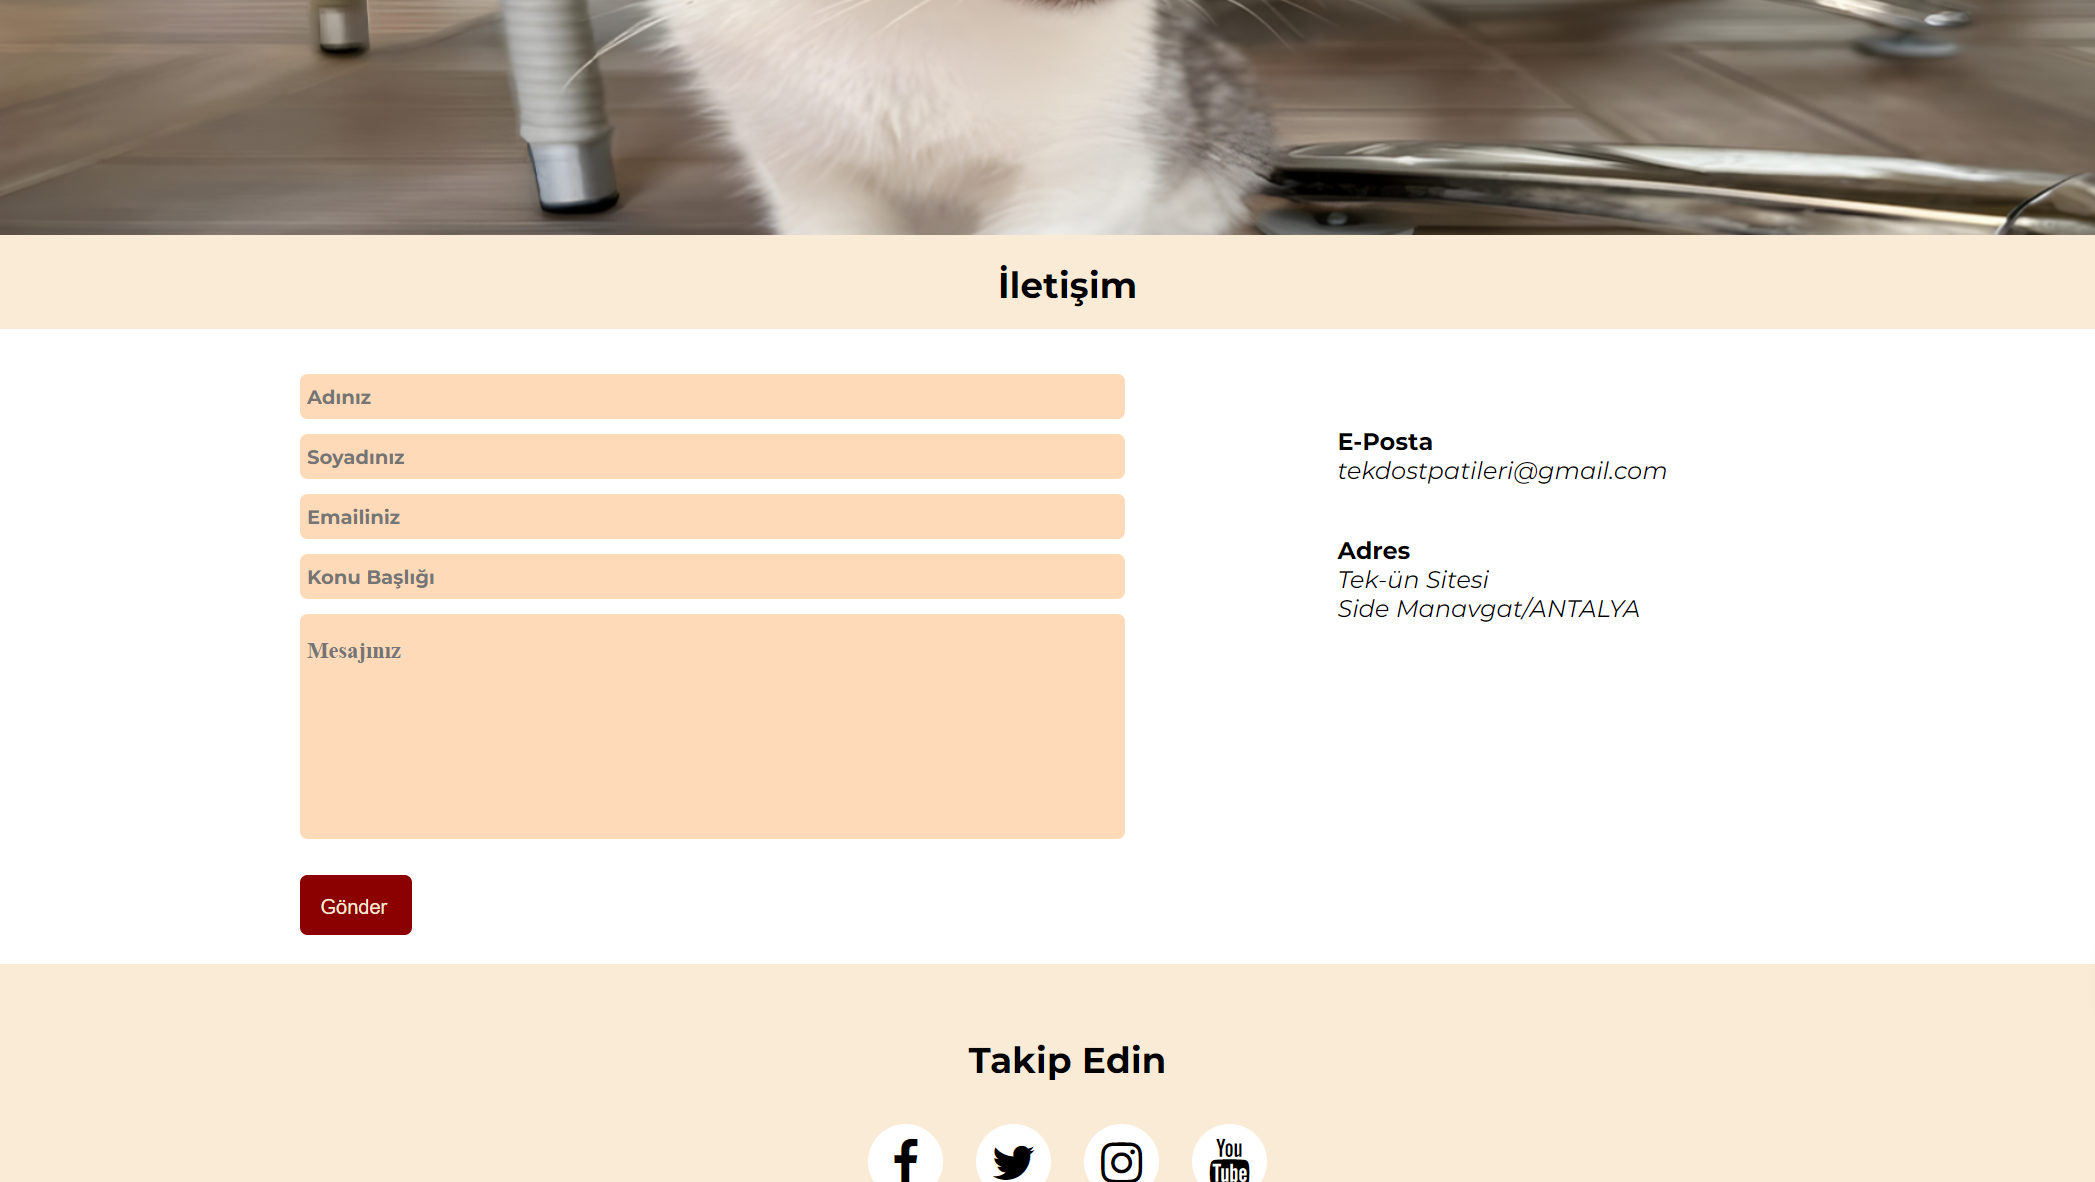 İletişim
Adınız
Soyadınız
Emailiniz
Konu Başlığı
Mesajınız
Gönder
E-Posta
tekdostpatileri@gmail.com
Adres
Tek-ün Sitesi
Side Manavgat/ANTALYA
Takip Edin
You
Tube